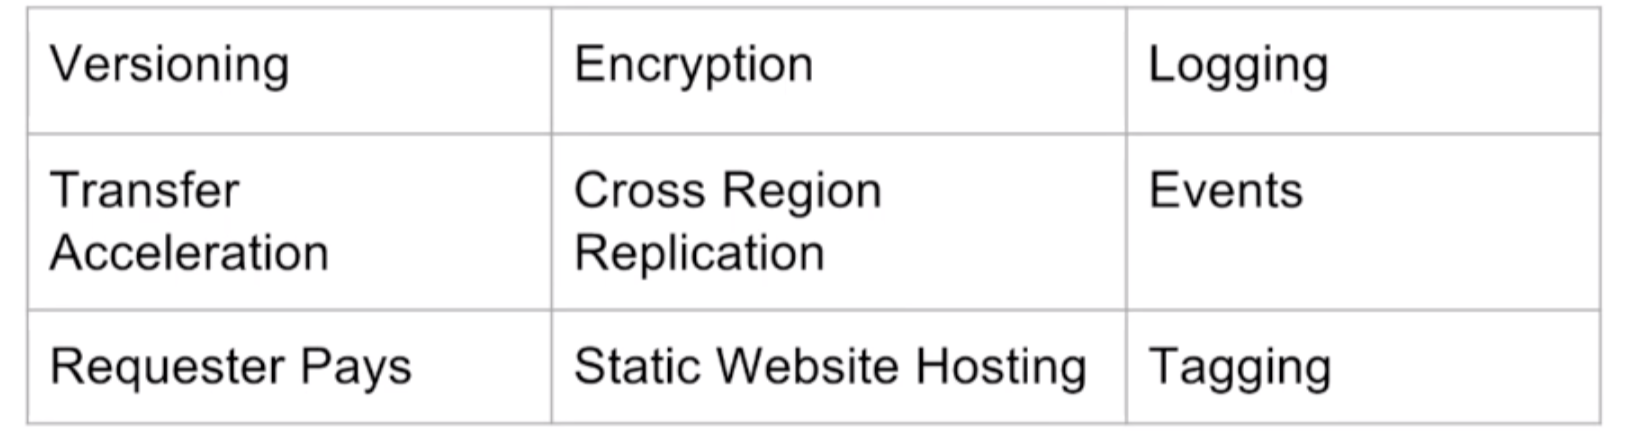 Versioning
Encryption
Logging
Transfer
Acceleration
Cross Region
Replication
Events
Requester Pays
Static Website Hosting
Tagging